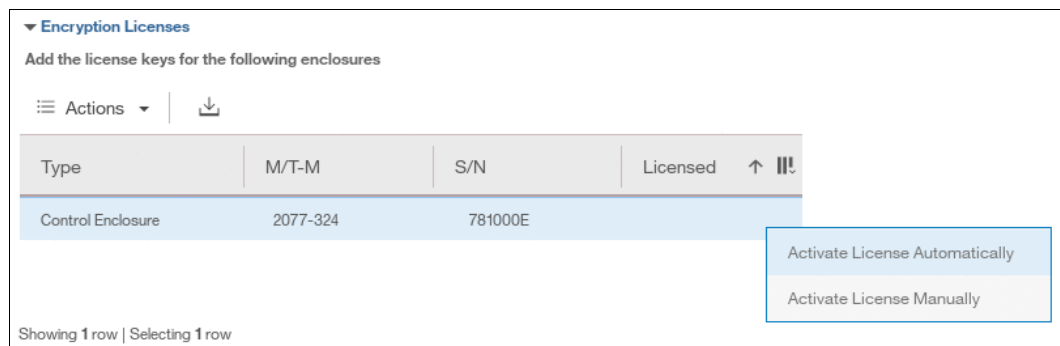 Encryption Licenses
Add the license keys for the following enclosures
Actions
Type M/T-M S/N Licensed
Control Enclosure 2077-324 781000E
Activate License Automatically
Activate License Manually
Showing 1 row | Selecting 1 row